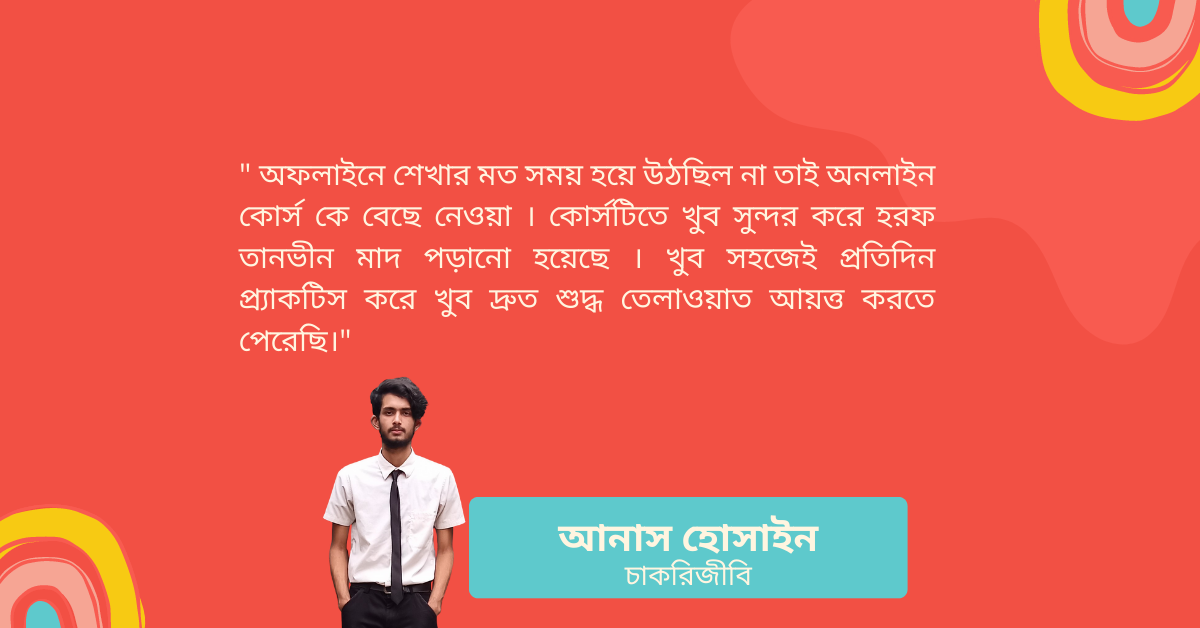 " অফলাইনে শেখার মত সময় হয়ে উঠছিল না তাই অনলাইন
কোর্স কে বেছে নেওয়া । কোর্সটিতে খুব সুন্দর করে হরফ
তানভীন মাদ পড়ানো হয়েছে । খুব সহজেই প্রতিদিন
প্র্যাকটিস করে খুব দ্রুত শুদ্ধ তেলাওয়াত আয়ত্ত করতে
পেরেছি।"
আনাস হোসাইন
চাকরিজীবি